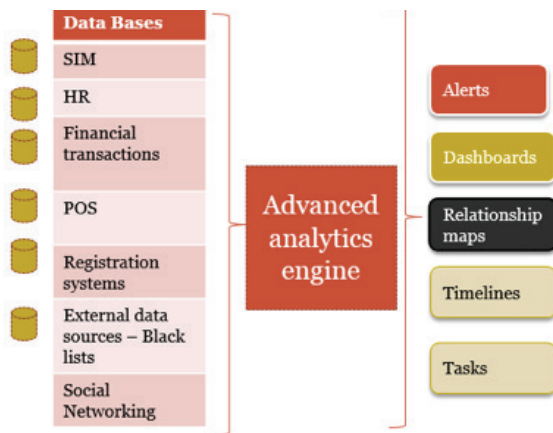 Data Bases
SIM
HR
Financial
transactions
POS
Registration
systems
External data
sources – Black
lists
Social
Networking
Advanced
analytics
engine
Alerts
Dashboards
Relationship
maps
Timelines
Tasks